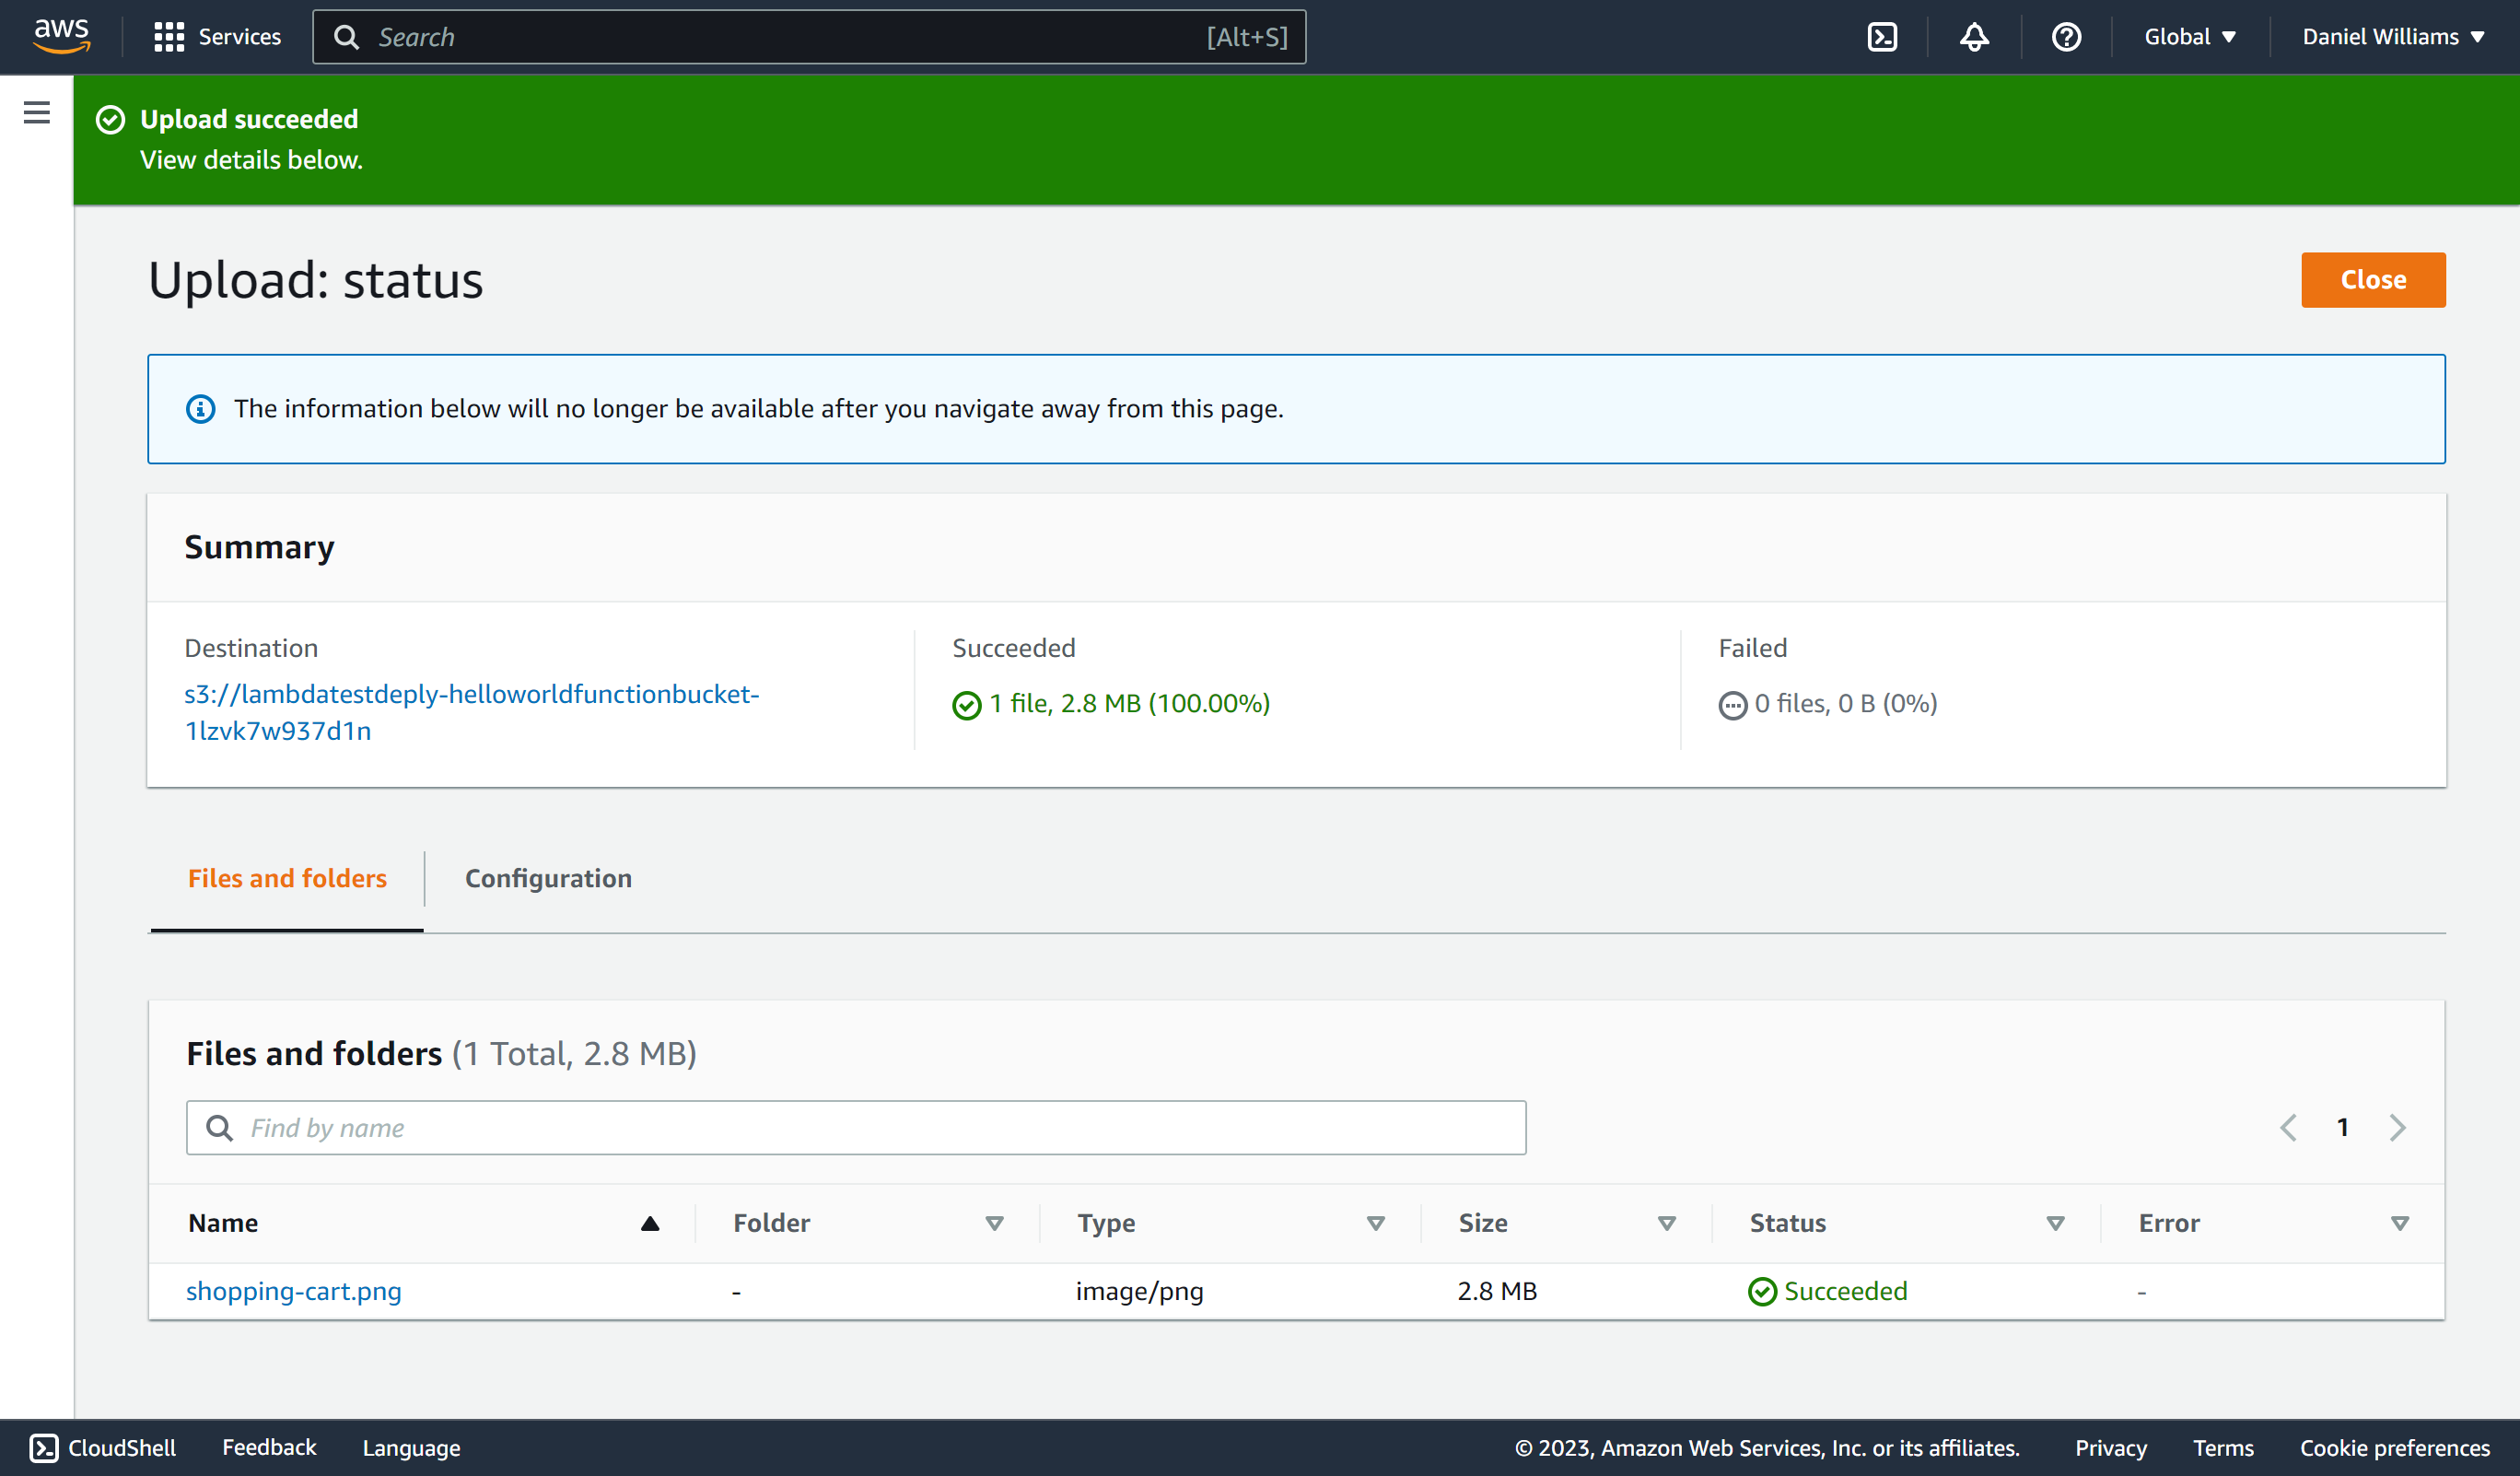 aws
Services
Search
[Alt+S]
Global
Daniel Williams
Upload succeeded
View details below.
Upload: status
Close
The information below will no longer be available after you navigate away from this page.
Summary
Destination
s3://lambdatestdeply-helloworldfunctionbucket-
1lzvk7w937d1n
Succeeded
1 file, 2.8 MB (100.00%)
Failed
0 files, 0 B (0%)
Files and folders
Configuration
Files and folders (1 Total, 2.8 MB)
Find by name
1
Name Folder Type Size Status Error
shopping-cart.png - image/png 2.8 MB Succeeded -
CloudShell Feedback Language
© 2023, Amazon Web Services, Inc. or its affiliates. Privacy Terms Cookie preferences